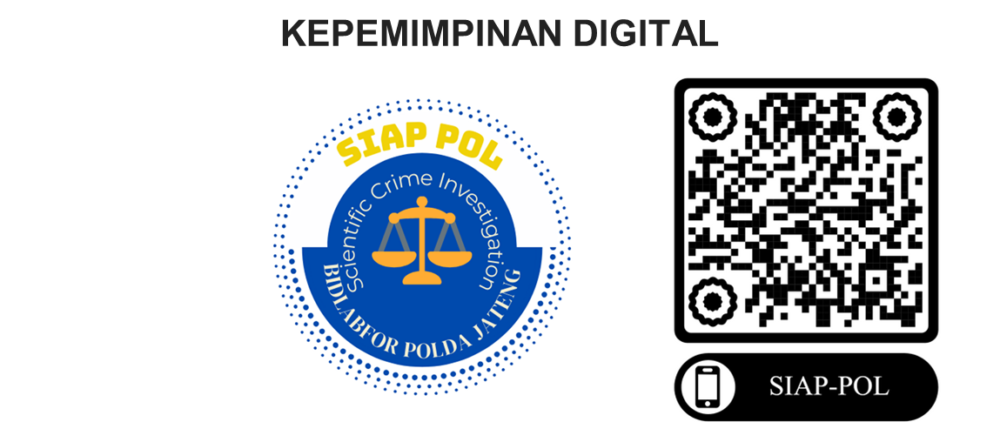 KEPEMIMPINAN DIGITAL
SIAP POL
Scientific Crime Investigation
BIDLABFOR POLDA JATENG
SIAP-POL